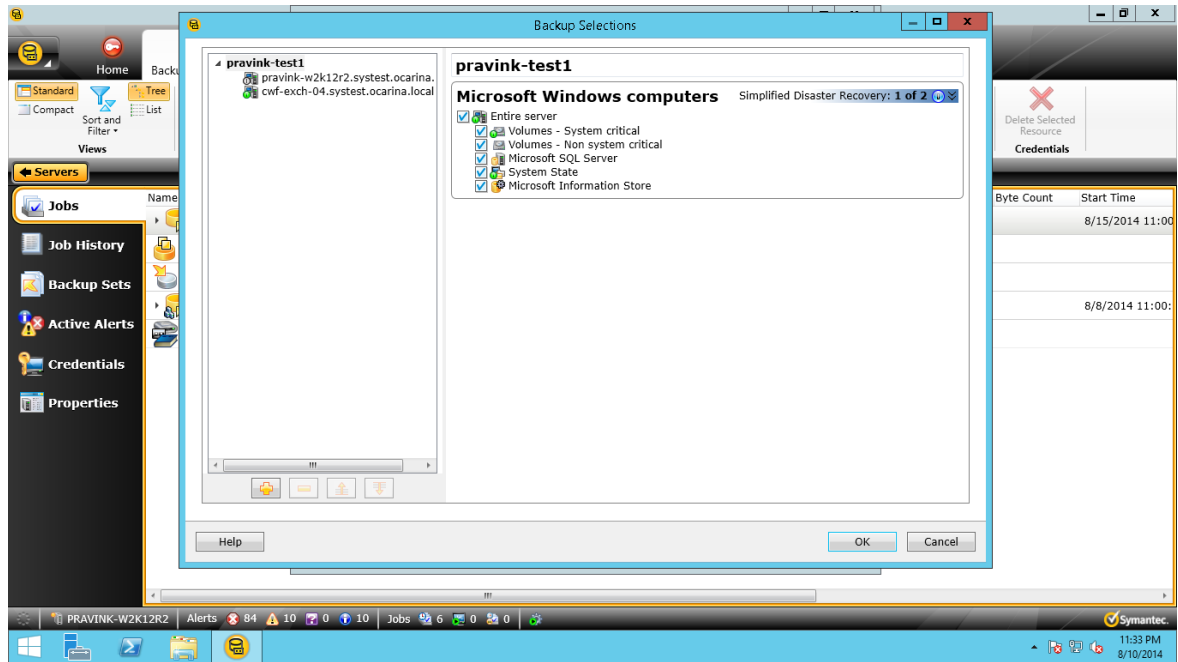 Backup Selections
Home
Backu
Standard
Compact
Sort and
Filter
Tree
List
Views
Delete Selected
Resource
Credentials
Servers
Jobs
Job History
Backup Sets
Active Alerts
Credentials
Properties
Name
Byte Count
Start Time
8/15/2014 11:00
8/8/2014 11:00:
pravink-test1
pravink-w2k12r2.systest.ocarina.
cwf-exch-04.systest.ocarina.local
pravink-test1
Microsoft Windows computers
Simplified Disaster Recovery: 1 of 2
Entire server
Volumes - System critical
Volumes - Non system critical
Microsoft SQL Server
System State
Microsoft Information Store
Help
OK
Cancel
PRAVINK-W2K12R2 Alerts 84 10 0 10 Jobs 6 0 0
Symantec.
11:33 PM
8/10/2014